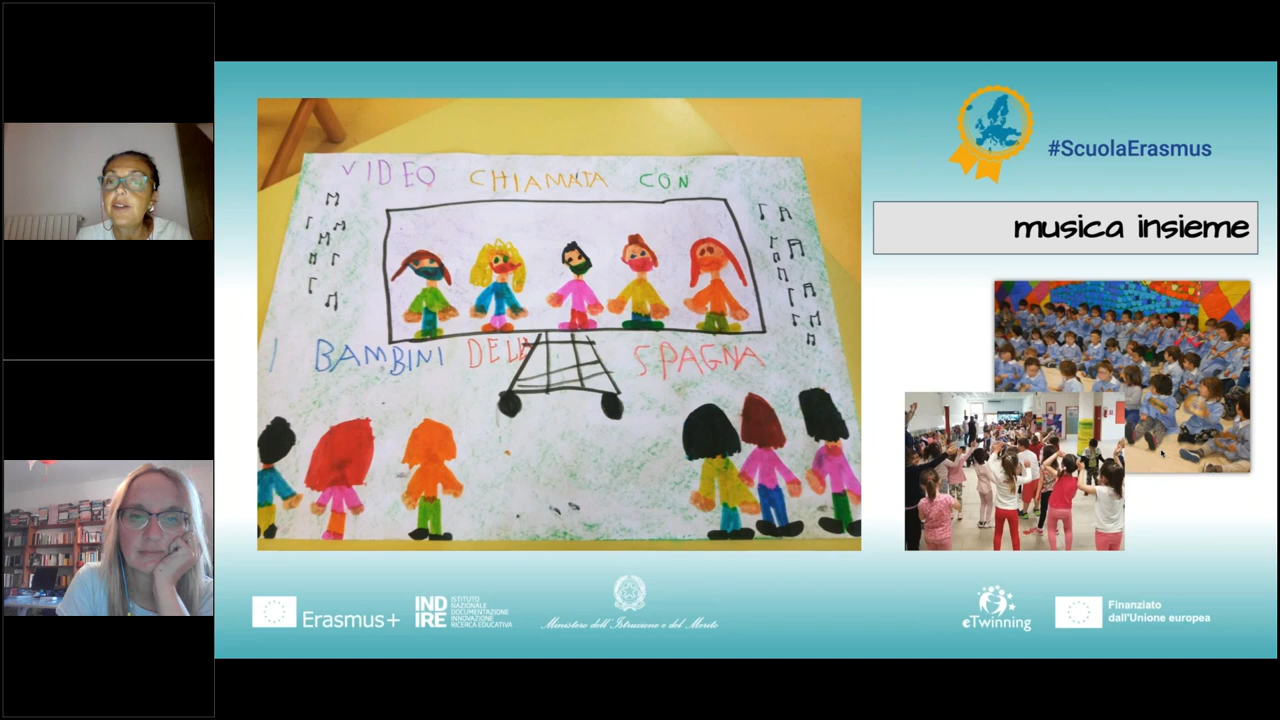 VIDEO CHIAMATA CON
I BAMBINI DELLA SPAGNA
#ScuolaErasmus
musica insieme
Erasmus+
INDIRE
ISTITUTO
NAZIONALE
DOCUMENTAZIONE
INNOVAZIONE
RICERCA EDUCATIVA
Ministero dell'Istruzione e del Merito
eTwinning
Finanziato
dall'Unione europea